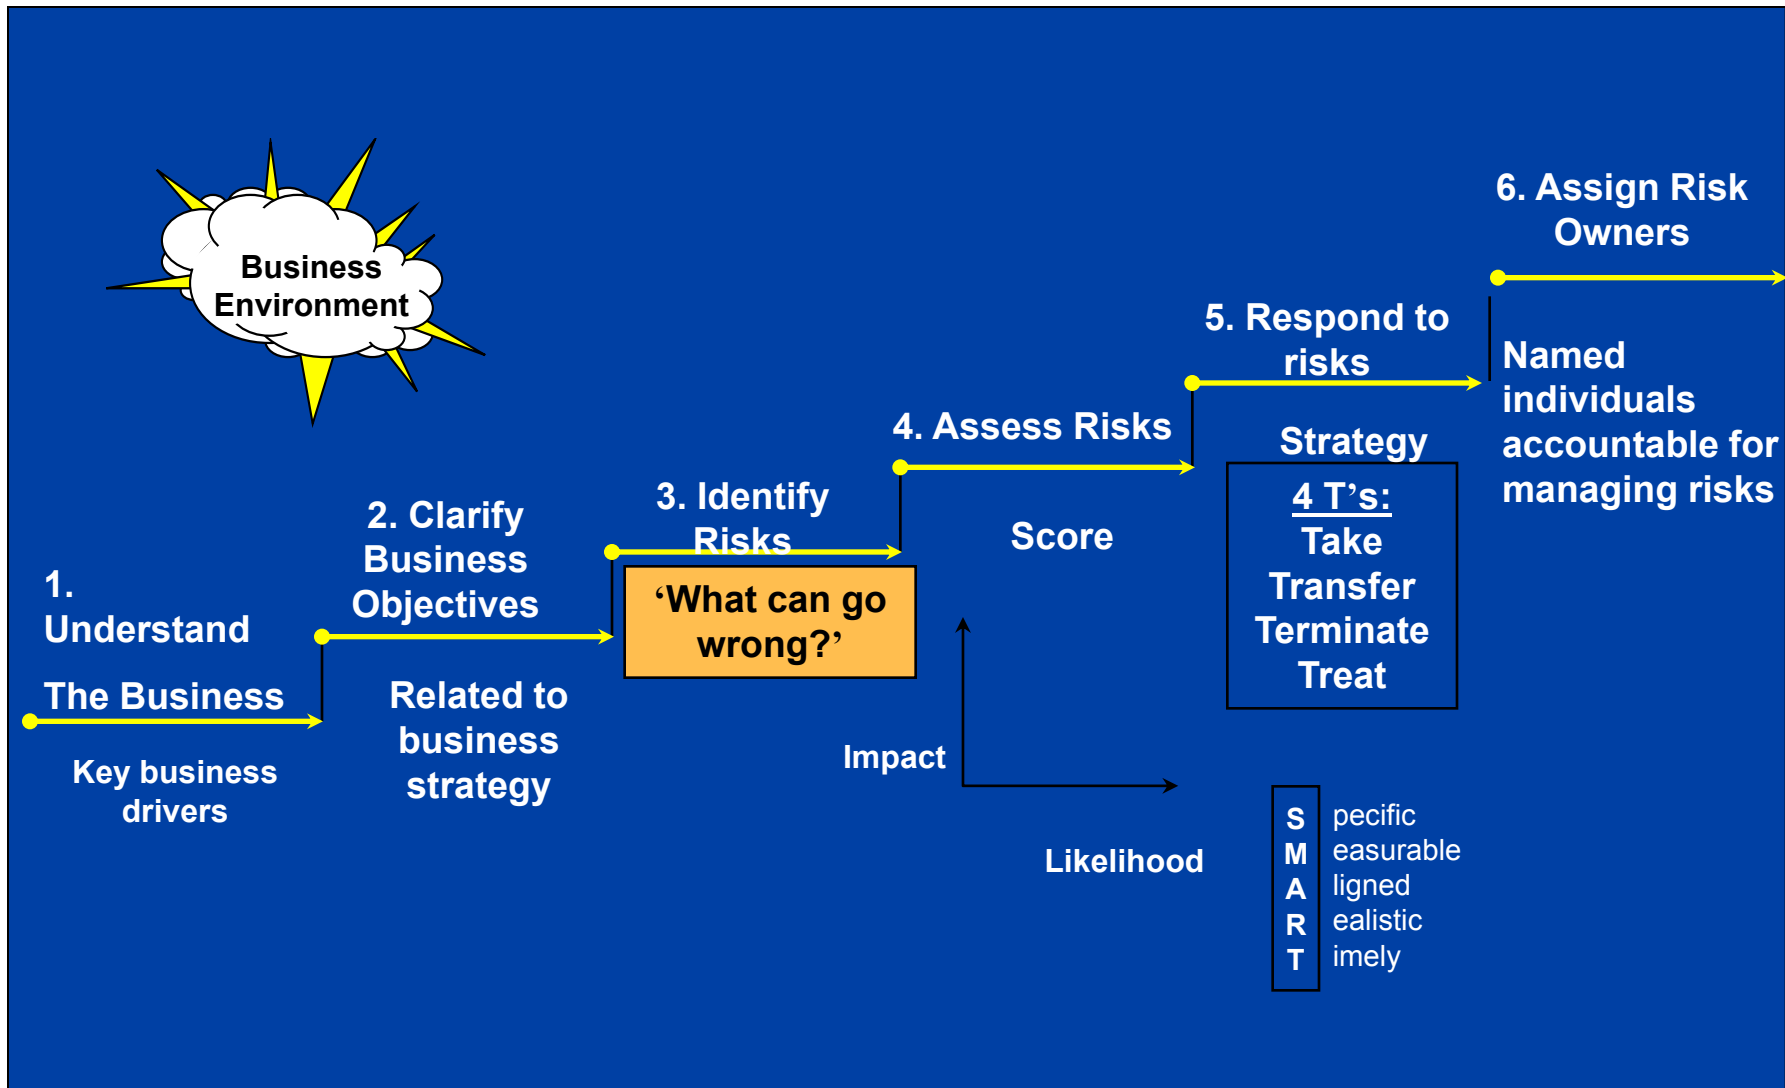 Business
Environment
1.
Understand
The Business
Key business
drivers
2. Clarify
Business
Objectives
Related to
business
strategy
3. Identify
Risks
‘What can go
wrong?’
4. Assess Risks
Score
Impact
Likelihood
5. Respond to
risks
Strategy
4 T’s:
Take
Transfer
Terminate
Treat
S pecific
M easurable
A ligned
R ealistic
T imely
6. Assign Risk
Owners
Named
individuals
accountable for
managing risks